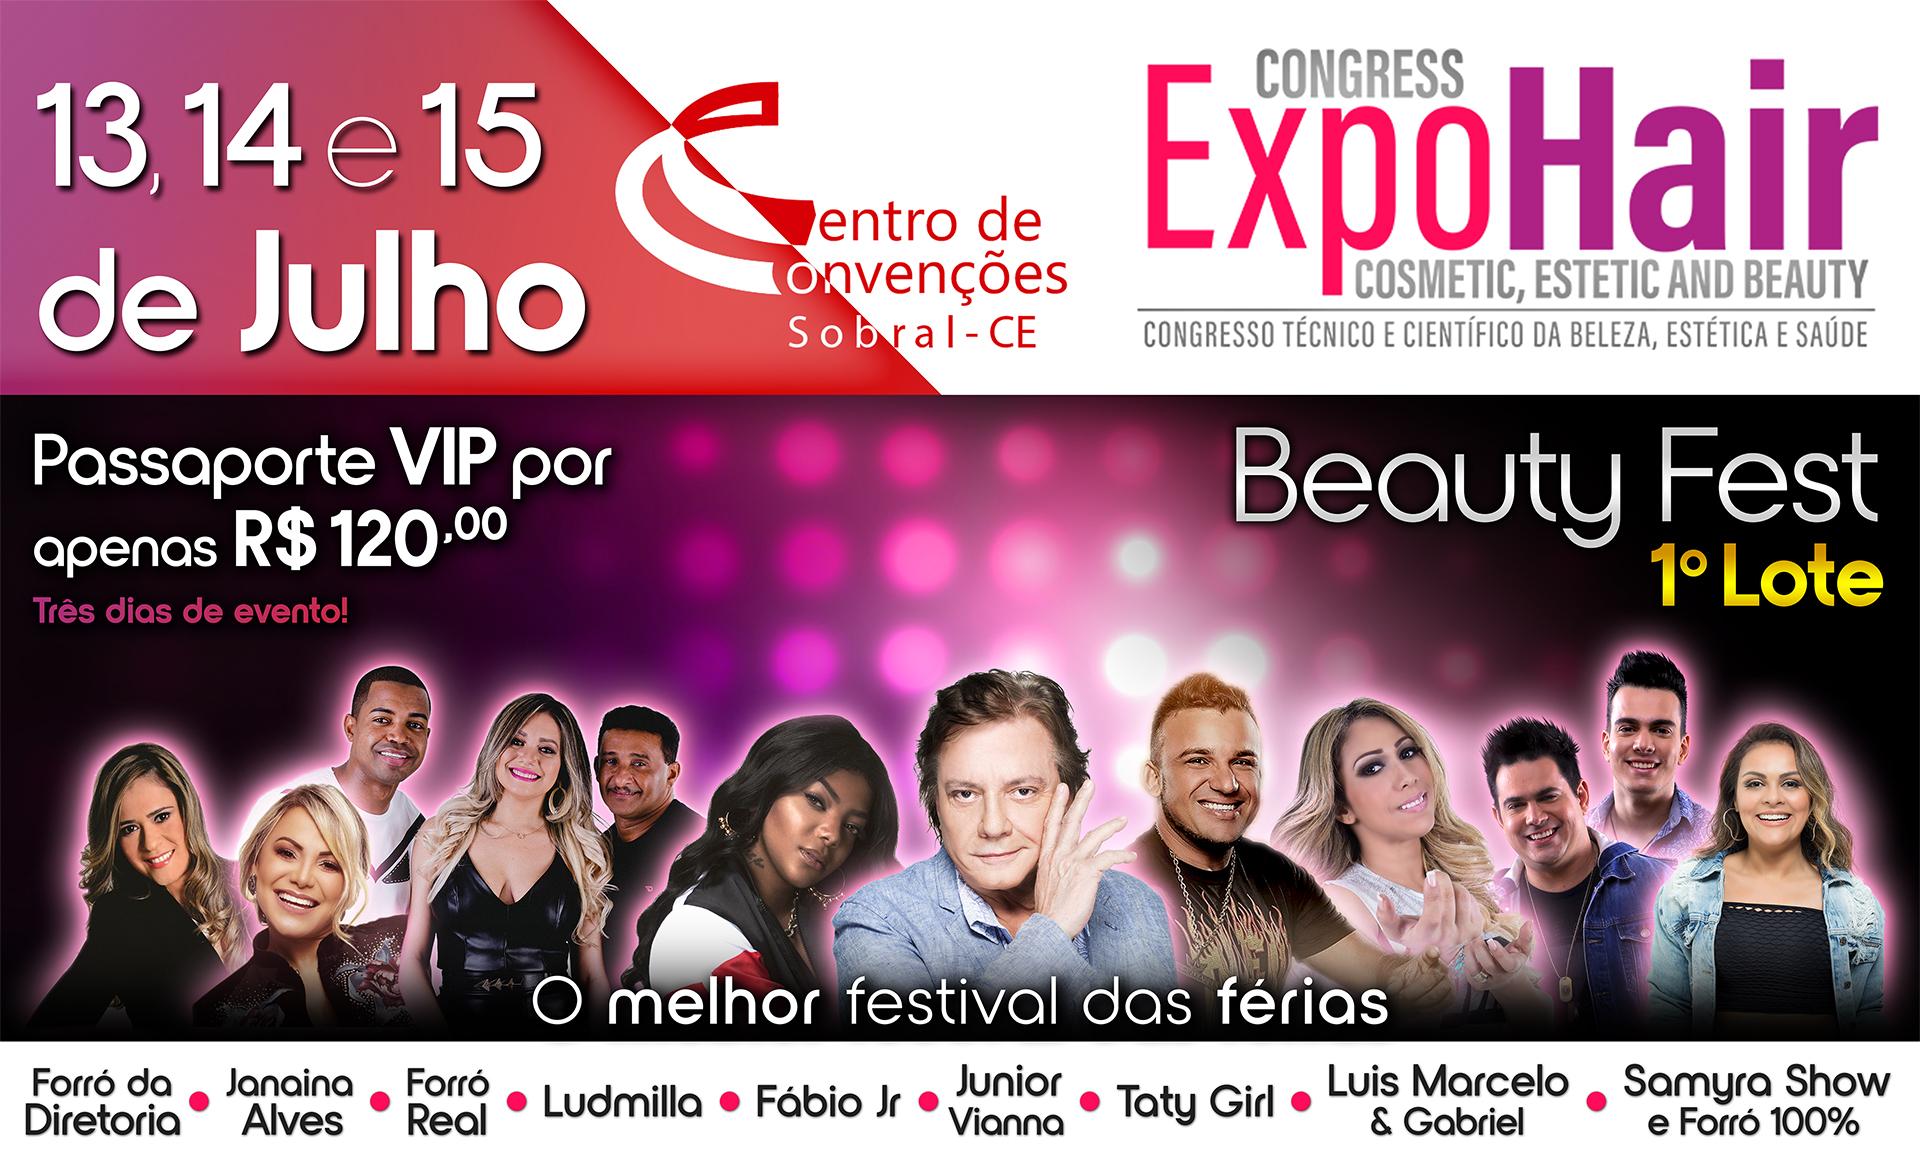 13, 14 e 15
de Julho
Centro de
Convenções
Sobral-CE
CONGRESS
ExpoHair
COSMETIC, ESTETIC AND BEAUTY
CONGRESSO TÉCNICO E CIENTÍFICO DA BELEZA, ESTÉTICA E SAÚDE
Passaporte VIP por
apenas R$ 120,00
Três dias de evento!
Beauty Fest
1º Lote
O melhor festival das férias
Forró da
Diretoria
Janaina
Alves
Forró
Real
Ludmilla
Fábio Jr
Junior
Vianna
Taty Girl
Luis Marcelo
& Gabriel
Samyra Show
e Forró 100%